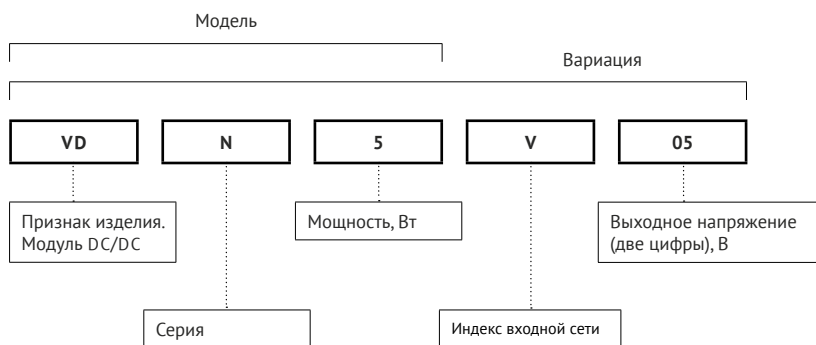 Модель
Вариация
VD N 5 V 05
Признак изделия.
Модуль DC/DC
Мощность, Вт
Выходное напряжение
(две цифры), В
Серия
Индекс входной сети